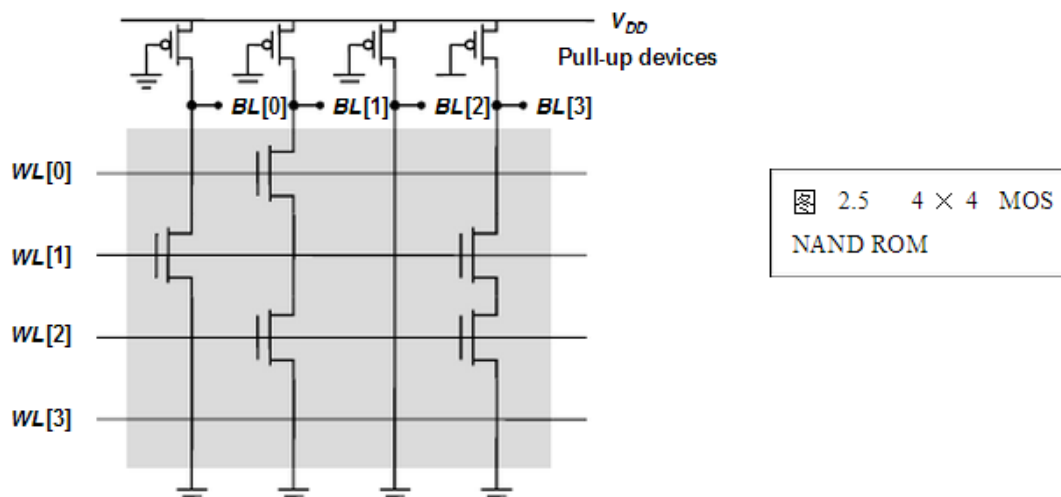 V_DD
Pull-up devices
BL[0] BL[1] BL[2] BL[3]
WL[0]
WL[1]
WL[2]
WL[3]
图 2.5 4 × 4 MOS
NAND ROM